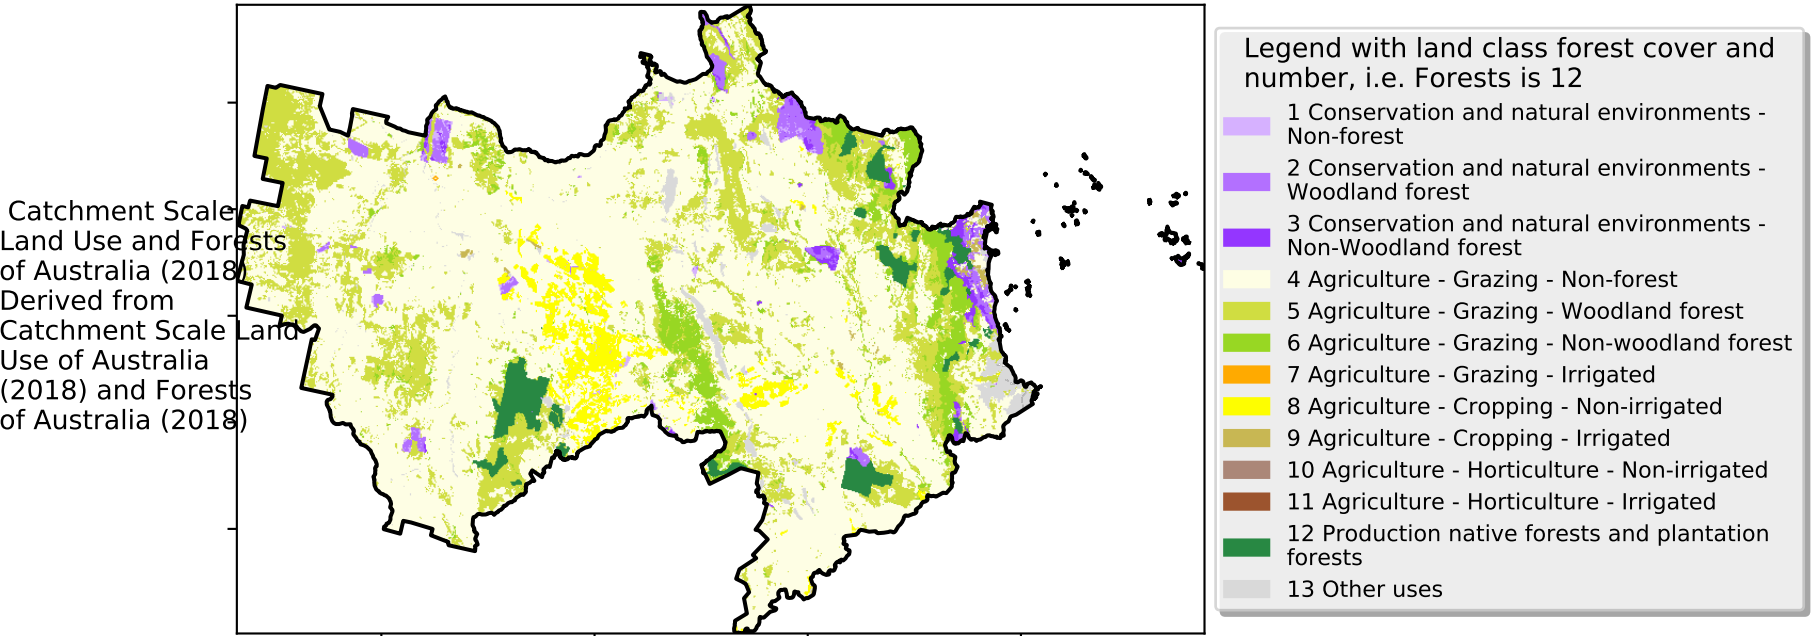 Catchment Scale
Land Use and Forests
of Australia (2018)
Derived from
Catchment Scale Land
Use of Australia
(2018) and Forests
of Australia (2018)
Legend with land class forest cover and
number, i.e. Forests is 12
1 Conservation and natural environments -
Non-forest
2 Conservation and natural environments -
Woodland forest
3 Conservation and natural environments -
Non-Woodland forest
4 Agriculture - Grazing - Non-forest
5 Agriculture - Grazing - Woodland forest
6 Agriculture - Grazing - Non-woodland forest
7 Agriculture - Grazing - Irrigated
8 Agriculture - Cropping - Non-irrigated
9 Agriculture - Cropping - Irrigated
10 Agriculture - Horticulture - Non-irrigated
11 Agriculture - Horticulture - Irrigated
12 Production native forests and plantation
forests
13 Other uses